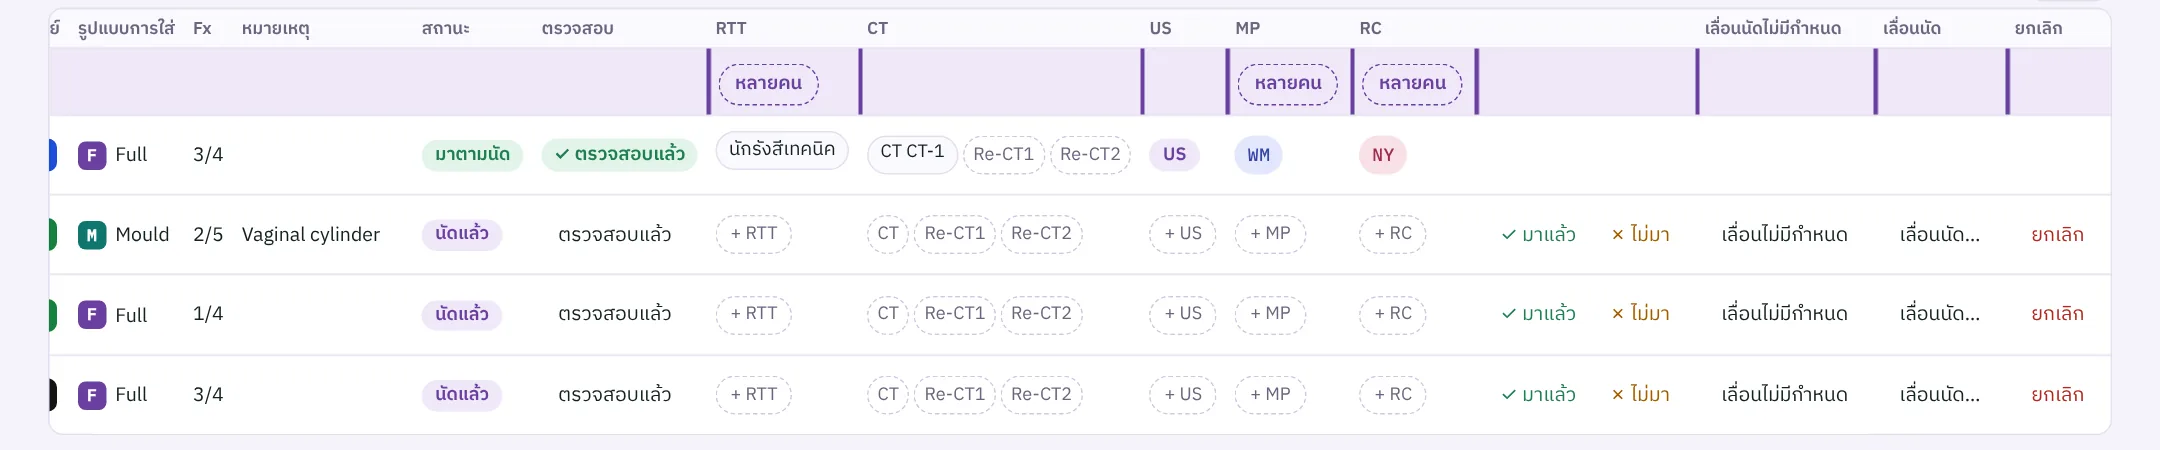 ย์ รูปแบบการใส่ Fx หมายเหตุ สถานะ ตรวจสอบ RTT CT US MP RC เลื่อนนัดไม่มีกำหนด เลื่อนนัด ยกเลิก
หลายคน หลายคน หลายคน
F Full 3/4 มาตามนัด ✓ ตรวจสอบแล้ว นักรังสีเทคนิค CT CT-1 Re-CT1 Re-CT2 US WM NY
M Mould 2/5 Vaginal cylinder นัดแล้ว ตรวจสอบแล้ว + RTT CT Re-CT1 Re-CT2 + US + MP + RC ✓ มาแล้ว × ไม่มา เลื่อนไม่มีกำหนด เลื่อนนัด... ยกเลิก
F Full 1/4 นัดแล้ว ตรวจสอบแล้ว + RTT CT Re-CT1 Re-CT2 + US + MP + RC ✓ มาแล้ว × ไม่มา เลื่อนไม่มีกำหนด เลื่อนนัด... ยกเลิก
F Full 3/4 นัดแล้ว ตรวจสอบแล้ว + RTT CT Re-CT1 Re-CT2 + US + MP + RC ✓ มาแล้ว × ไม่มา เลื่อนไม่มีกำหนด เลื่อนนัด... ยกเลิก